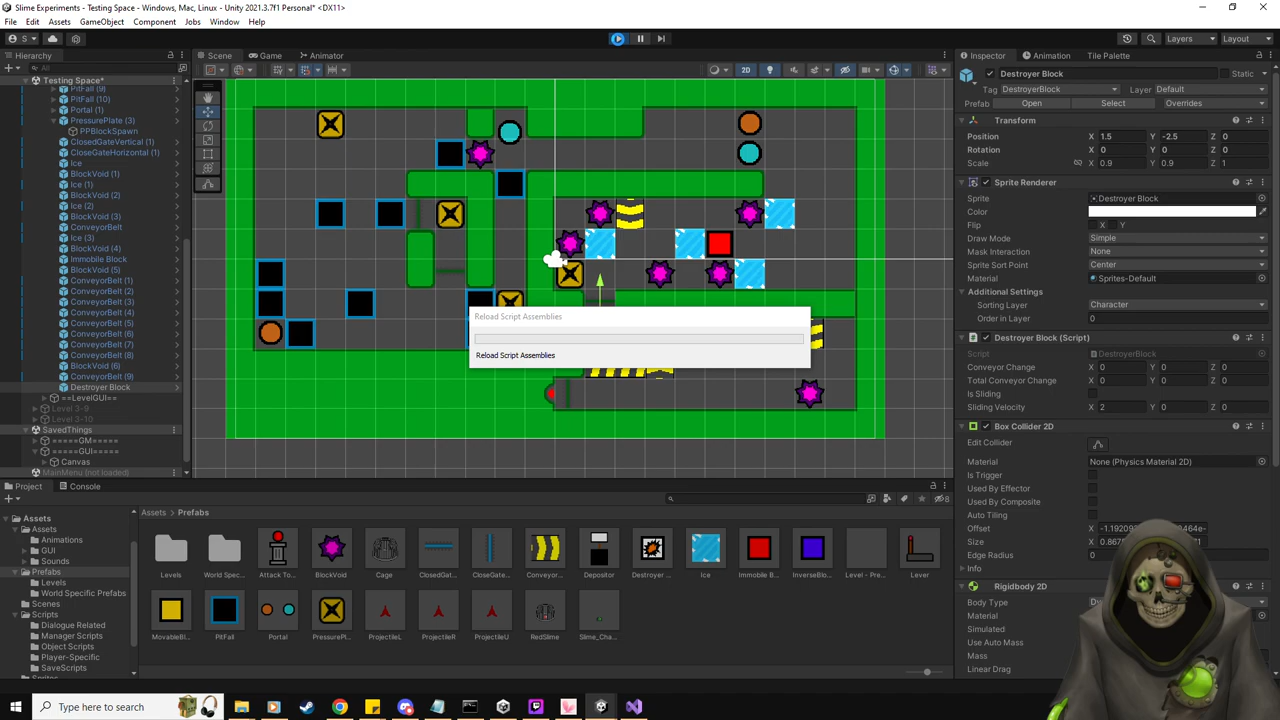 Slime Experiments - Testing Space - Windows, Mac, Linux - Unity 2021.3.7f1 Personal* <DX11>
File Edit Assets GameObject Component Jobs Window Help
S Layers Layout
Hierarchy Scene Game Animator Inspector Animation Tile Palette
All
2D
Testing Space*
PitFall (9)
PitFall (10)
Portal (1)
PressurePlate (3)
PPBlockSpawn
ClosedGateVertical (1)
CloseGateHorizontal (1)
Ice
BlockVoid (1)
Ice (1)
BlockVoid (2)
Ice (2)
BlockVoid (3)
ConveyorBelt
Ice (3)
BlockVoid (4)
Immobile Block
BlockVoid (5)
ConveyorBelt (1)
ConveyorBelt (2)
ConveyorBelt (3)
ConveyorBelt (4)
ConveyorBelt (5)
ConveyorBelt (6)
ConveyorBelt (7)
ConveyorBelt (8)
BlockVoid (6)
ConveyorBelt (9)
Destroyer Block
==LevelGUI==
Level 3-9
Level 3-10
SavedThings
=====GM=====
=====GUI=====
Canvas
MainMenu (not loaded)
Reload Script Assemblies
Reload Script Assemblies
Destroyer Block Static
Tag DestroyerBlock Layer Default
Prefab Open Select Overrides
Transform
Position X 1.5 Y -2.5 Z 0
Rotation X 0 Y 0 Z 0
Scale X 0.9 Y 0.9 Z 1
Sprite Renderer
Sprite Destroyer Block
Color
Flip X Y
Draw Mode Simple
Mask Interaction None
Sprite Sort Point Center
Material Sprites-Default
Additional Settings
Sorting Layer Character
Order in Layer 0
Destroyer Block (Script)
Script DestroyerBlock
Conveyor Change X 0 Y 0 Z 0
Total Conveyor Change X 0 Y 0 Z 0
Is Sliding
Sliding Velocity X 2 Y 0 Z 0
Box Collider 2D
Edit Collider
Material None (Physics Material 2D)
Is Trigger
Used By Effector
Used By Composite
Auto Tiling
Offset X
Size X
Edge Radius 0
Info
Rigidbody 2D
Body Type
Material
Simulated
Use Auto Mass
Mass
Linear Drag
Project Console
Assets
Assets
Animations
GUI
Sounds
Prefabs
Levels
World Specific Prefabs
Scenes
Scripts
Dialogue Related
Manager Scripts
Object Scripts
Player-Specific
SaveScripts
Assets > Prefabs
Levels World Spec... Attack To... BlockVoid Cage ClosedGat... CloseGate... Conveyor... Depositor Destroyer ... Ice Immobile B... InverseBlo... Level - Pre... Lever
MovableBl... PitFall Portal PressurePl... ProjectileL ProjectileR ProjectileU RedSlime Slime_Cha...
Type here to search